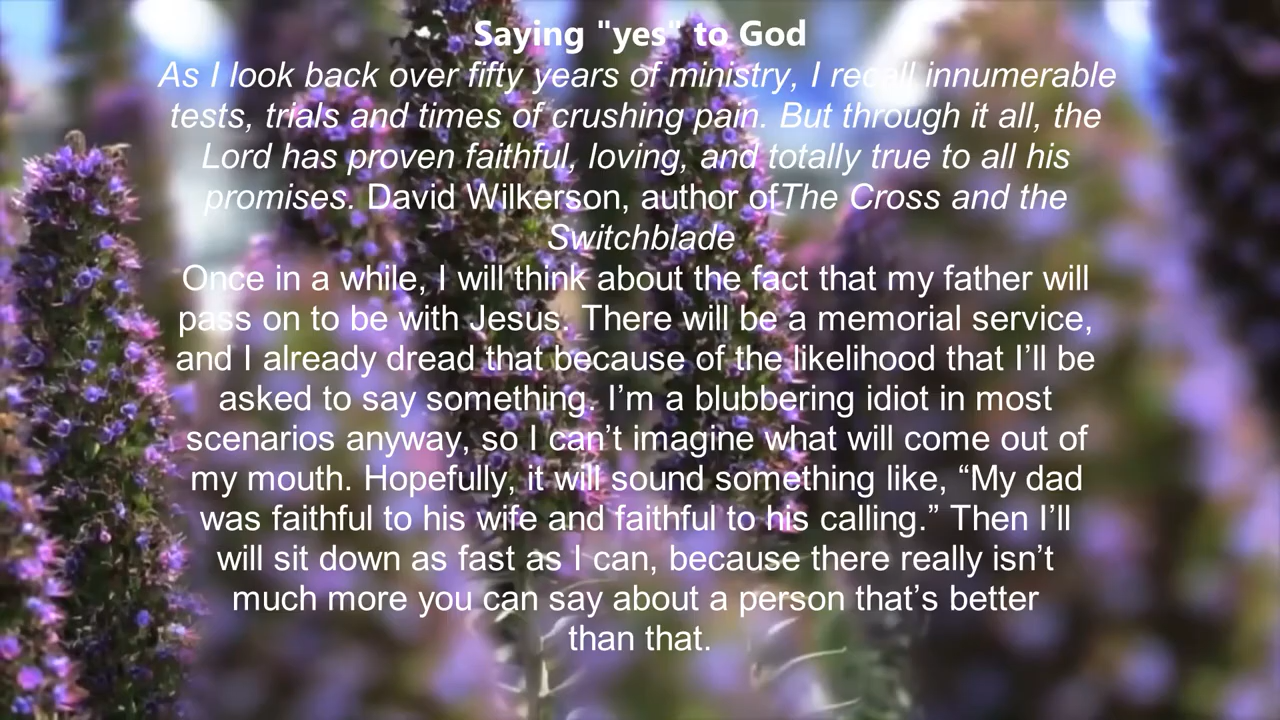 Saying "yes" to God
As I look back over fifty years of ministry, I recall innumerable
tests, trials and times of crushing pain. But through it all, the
Lord has proven faithful, loving, and totally true to all his
promises. David Wilkerson, author ofThe Cross and the
Switchblade
Once in a while, I will think about the fact that my father will
pass on to be with Jesus. There will be a memorial service,
and I already dread that because of the likelihood that I’ll be
asked to say something. I’m a blubbering idiot in most
scenarios anyway, so I can’t imagine what will come out of
my mouth. Hopefully, it will sound something like, “My dad
was faithful to his wife and faithful to his calling.” Then I’ll
will sit down as fast as I can, because there really isn’t
much more you can say about a person that’s better
than that.